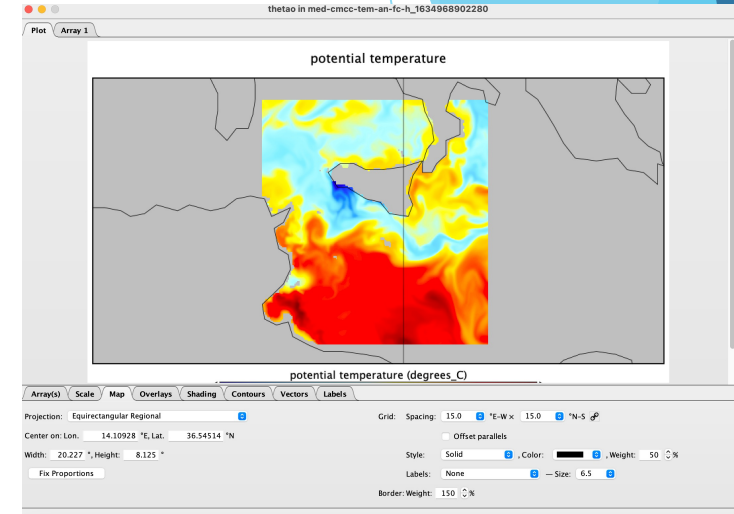 thetao in med-cmcc-tem-an-fc-h_1634968902280
Plot Array 1
potential temperature
potential temperature (degrees_C)
Array(s) Scale Map Overlays Shading Contours Vectors Labels
Projection: Equirectangular Regional Grid: Spacing: 15.0 °E-W × 15.0 °N-S
Center on: Lon. 14.10928 °E, Lat. 36.54514 °N Offset parallels
Width: 20.227 °, Height: 8.125 ° Style: Solid , Color: , Weight: 50 %
Fix Proportions Labels: None — Size: 6.5
Border: Weight: 150 %